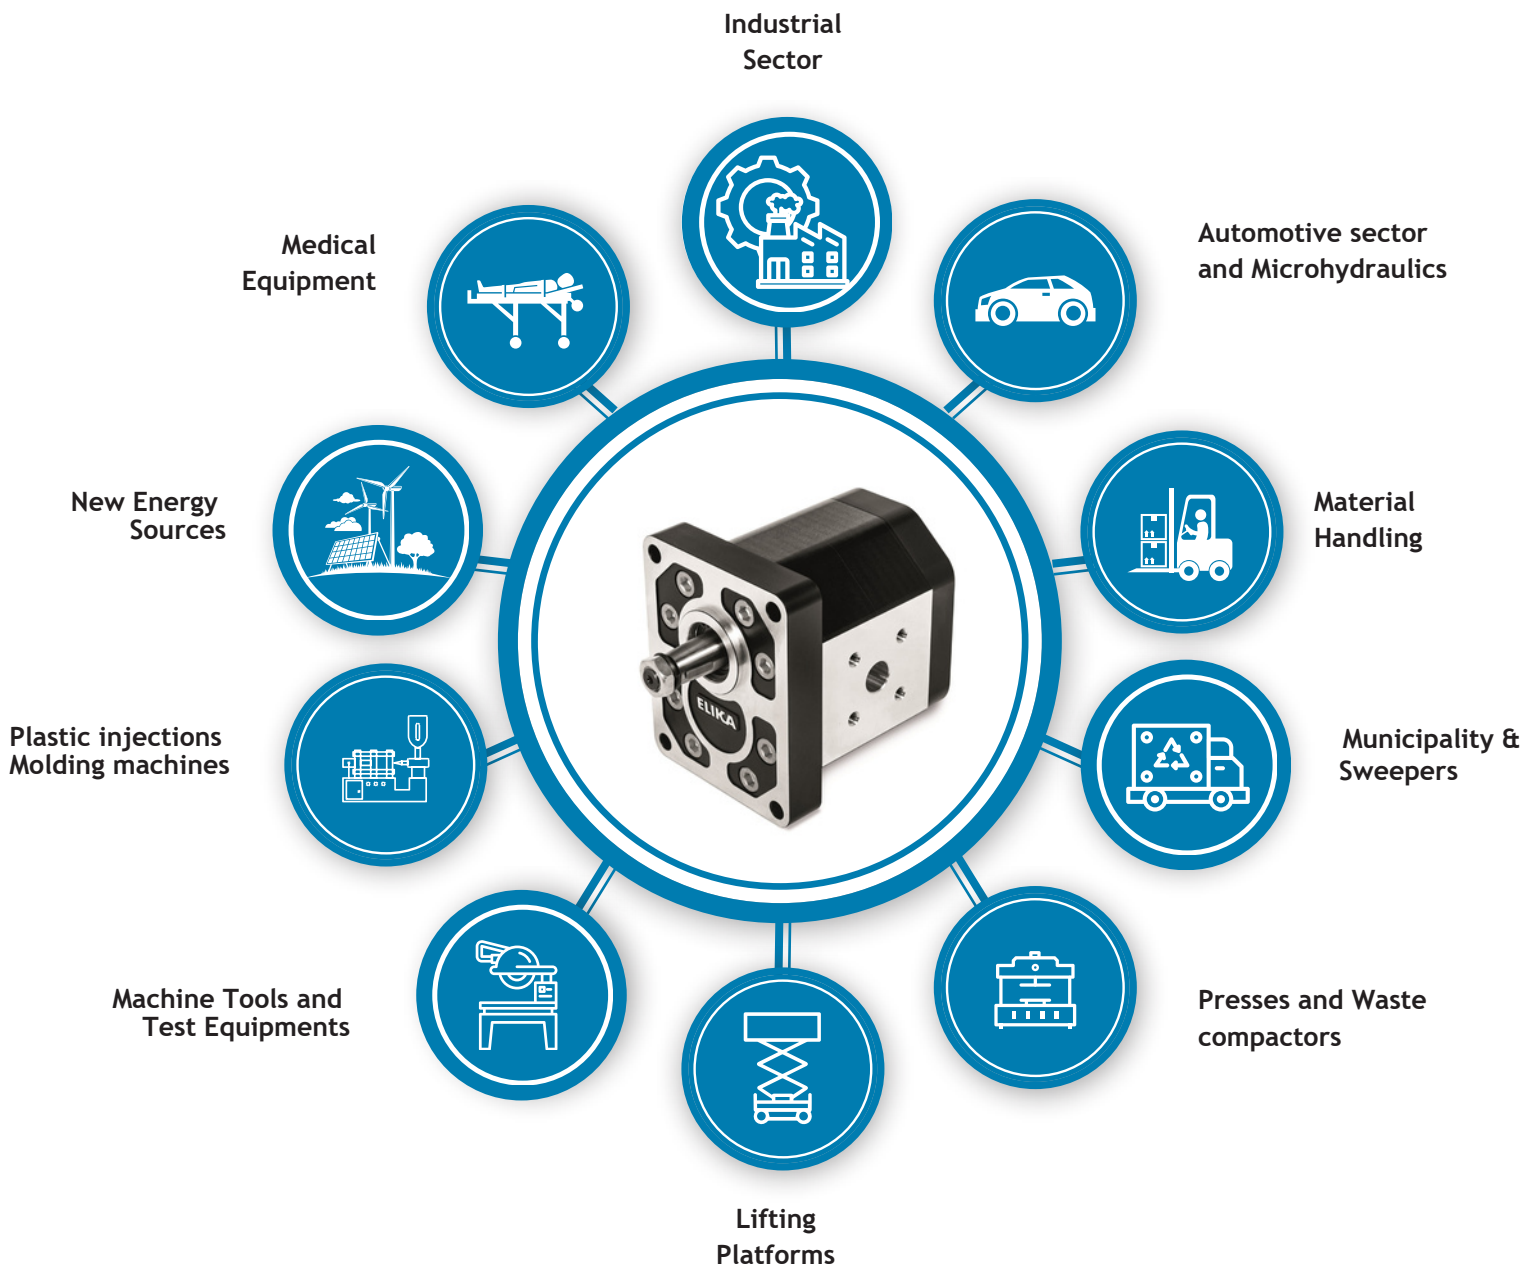 Industrial
Sector
Automotive sector
and Microhydraulics
Material
Handling
Municipality &
Sweepers
Presses and Waste
compactors
Lifting
Platforms
Machine Tools and
Test Equipments
Plastic injections
Molding machines
New Energy
Sources
Medical
Equipment
ELIKA